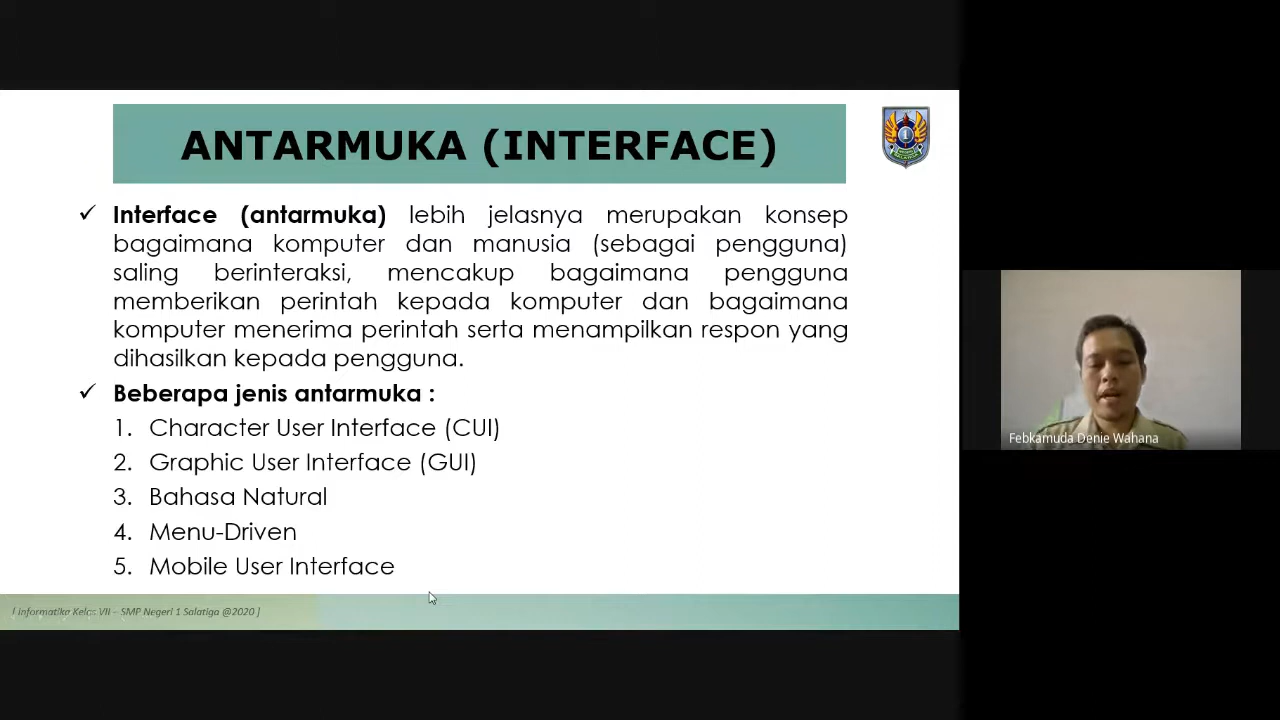 ANTARMUKA (INTERFACE)
1
✓ Interface (antarmuka) lebih jelasnya merupakan konsep
bagaimana komputer dan manusia (sebagai pengguna)
saling berinteraksi, mencakup bagaimana pengguna
memberikan perintah kepada komputer dan bagaimana
komputer menerima perintah serta menampilkan respon yang
dihasilkan kepada pengguna.
✓ Beberapa jenis antarmuka :
1. Character User Interface (CUI)
2. Graphic User Interface (GUI)
3. Bahasa Natural
4. Menu-Driven
5. Mobile User Interface
[ Informatika Kelas VII – SMP Negeri 1 Salatiga @2020 ]
Febkamuda Denie Wahana